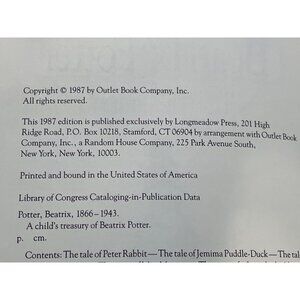 Copyright © 1987 by Outlet Book Company, Inc.
All rights reserved.
This 1987 edition is published exclusively by Longmeadow Press, 201 High
Ridge Road, P.O. Box 10218, Stamford, CT 06904 by arrangement with Outlet Book
Company, Inc., a Random House Company, 225 Park Avenue South,
New York, New York, 10003.
Printed and bound in the United States of America
Library of Congress Cataloging-in-Publication Data
Potter, Beatrix, 1866–1943.
A child's treasury of Beatrix Potter.
p. cm.
Contents: The tale of Peter Rabbit—The tale of Jemima Puddle-Duck—The tale